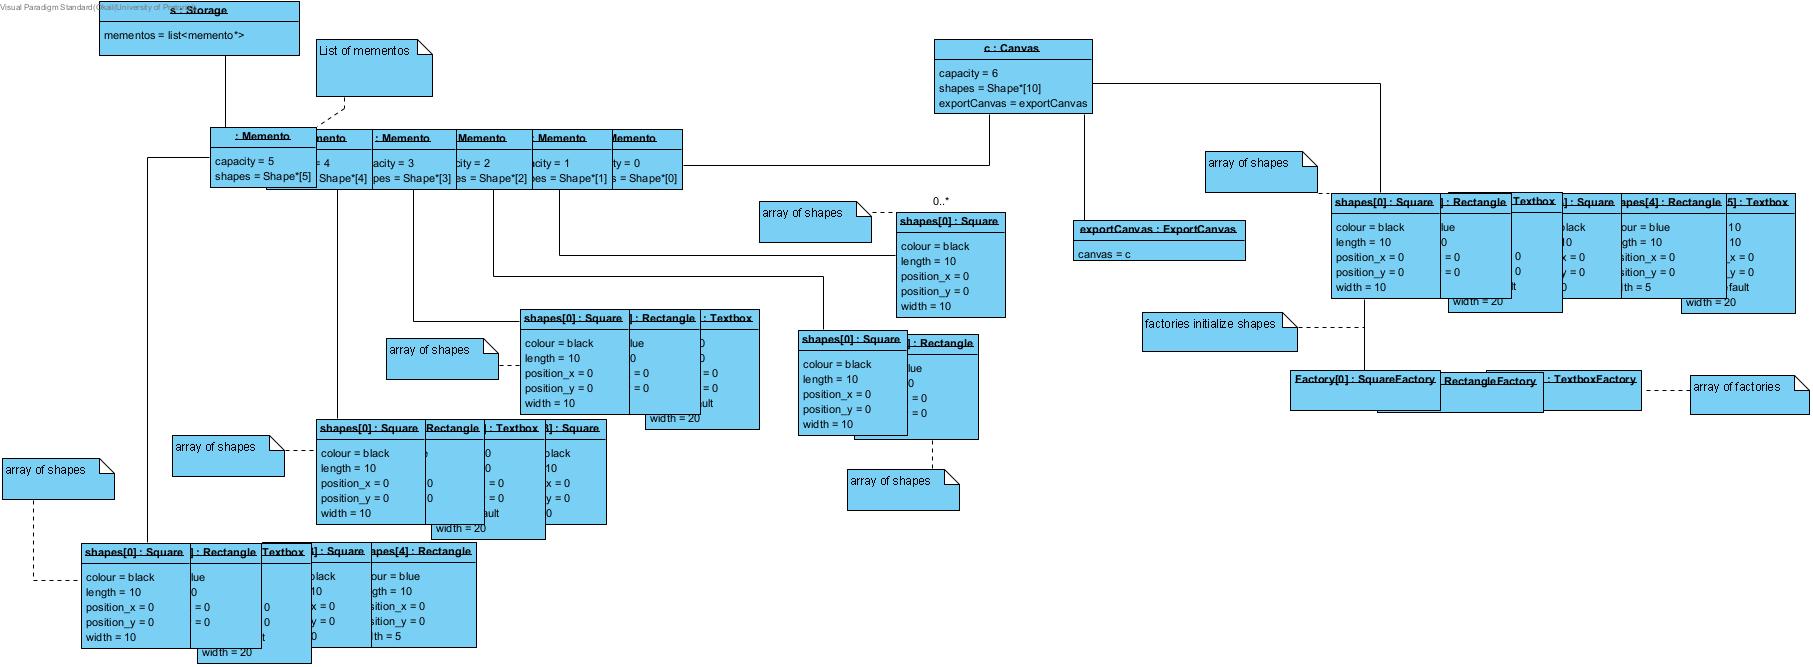 Visual Paradigm Standard
s : Storage
mementos = list<memento*>
List of mementos
: Memento
capacity = 5
shapes = Shape*[5]
mento
= 4
Shape*[4]
: Memento
acity = 3
pes = Shape*[3]
Memento
city = 2
es = Shape*[2]
: Memento
city = 1
es = Shape*[1]
Memento
ty = 0
s = Shape*[0]
c : Canvas
capacity = 6
shapes = Shape*[10]
exportCanvas = exportCanvas
exportCanvas : ExportCanvas
canvas = c
array of shapes
0..*
shapes[0] : Square
colour = black
length = 10
position_x = 0
position_y = 0
width = 10
array of shapes
shapes[0] : Square
colour = black
length = 10
position_x = 0
position_y = 0
width = 10
] : Rectangle
lue
0
= 0
= 0
Textbox
0
0
lt
width = 20
] : Square
lack
10
x = 0
y = 0
apes[4] : Rectangle
our = blue
gth = 10
sition_x = 0
sition_y = 0
th = 5
5] : Textbox
10
10
_x = 0
_y = 0
fault
width = 20
factories initialize shapes
Factory[0] : SquareFactory
RectangleFactory
: TextboxFactory
array of factories
array of shapes
shapes[0] : Square
colour = black
length = 10
position_x = 0
position_y = 0
width = 10
] : Rectangle
lue
0
= 0
= 0
: Textbox
0
0
= 0
= 0
ult
width = 20
shapes[0] : Square
colour = black
length = 10
position_x = 0
position_y = 0
width = 10
] : Rectangle
lue
0
= 0
= 0
array of shapes
array of shapes
shapes[0] : Square
colour = black
length = 10
position_x = 0
position_y = 0
width = 10
Rectangle
0
0
] : Textbox
0
0
= 0
= 0
ault
width = 20
3] : Square
black
10
x = 0
y = 0
0
array of shapes
shapes[0] : Square
colour = black
length = 10
position_x = 0
position_y = 0
width = 10
] : Rectangle
lue
0
= 0
= 0
Textbox
0
0
t
width = 20
] : Square
black
10
x = 0
y = 0
0
apes[4] : Rectangle
our = blue
gth = 10
sition_x = 0
sition_y = 0
th = 5